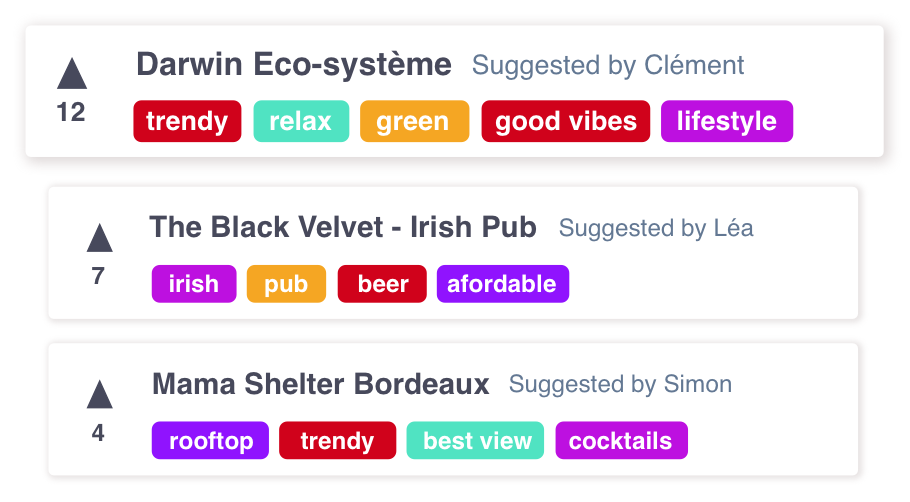 Darwin Eco-système Suggested by Clément
12
trendy relax green good vibes lifestyle
The Black Velvet - Irish Pub Suggested by Léa
7
irish pub beer afordable
Mama Shelter Bordeaux Suggested by Simon
4
rooftop trendy best view cocktails